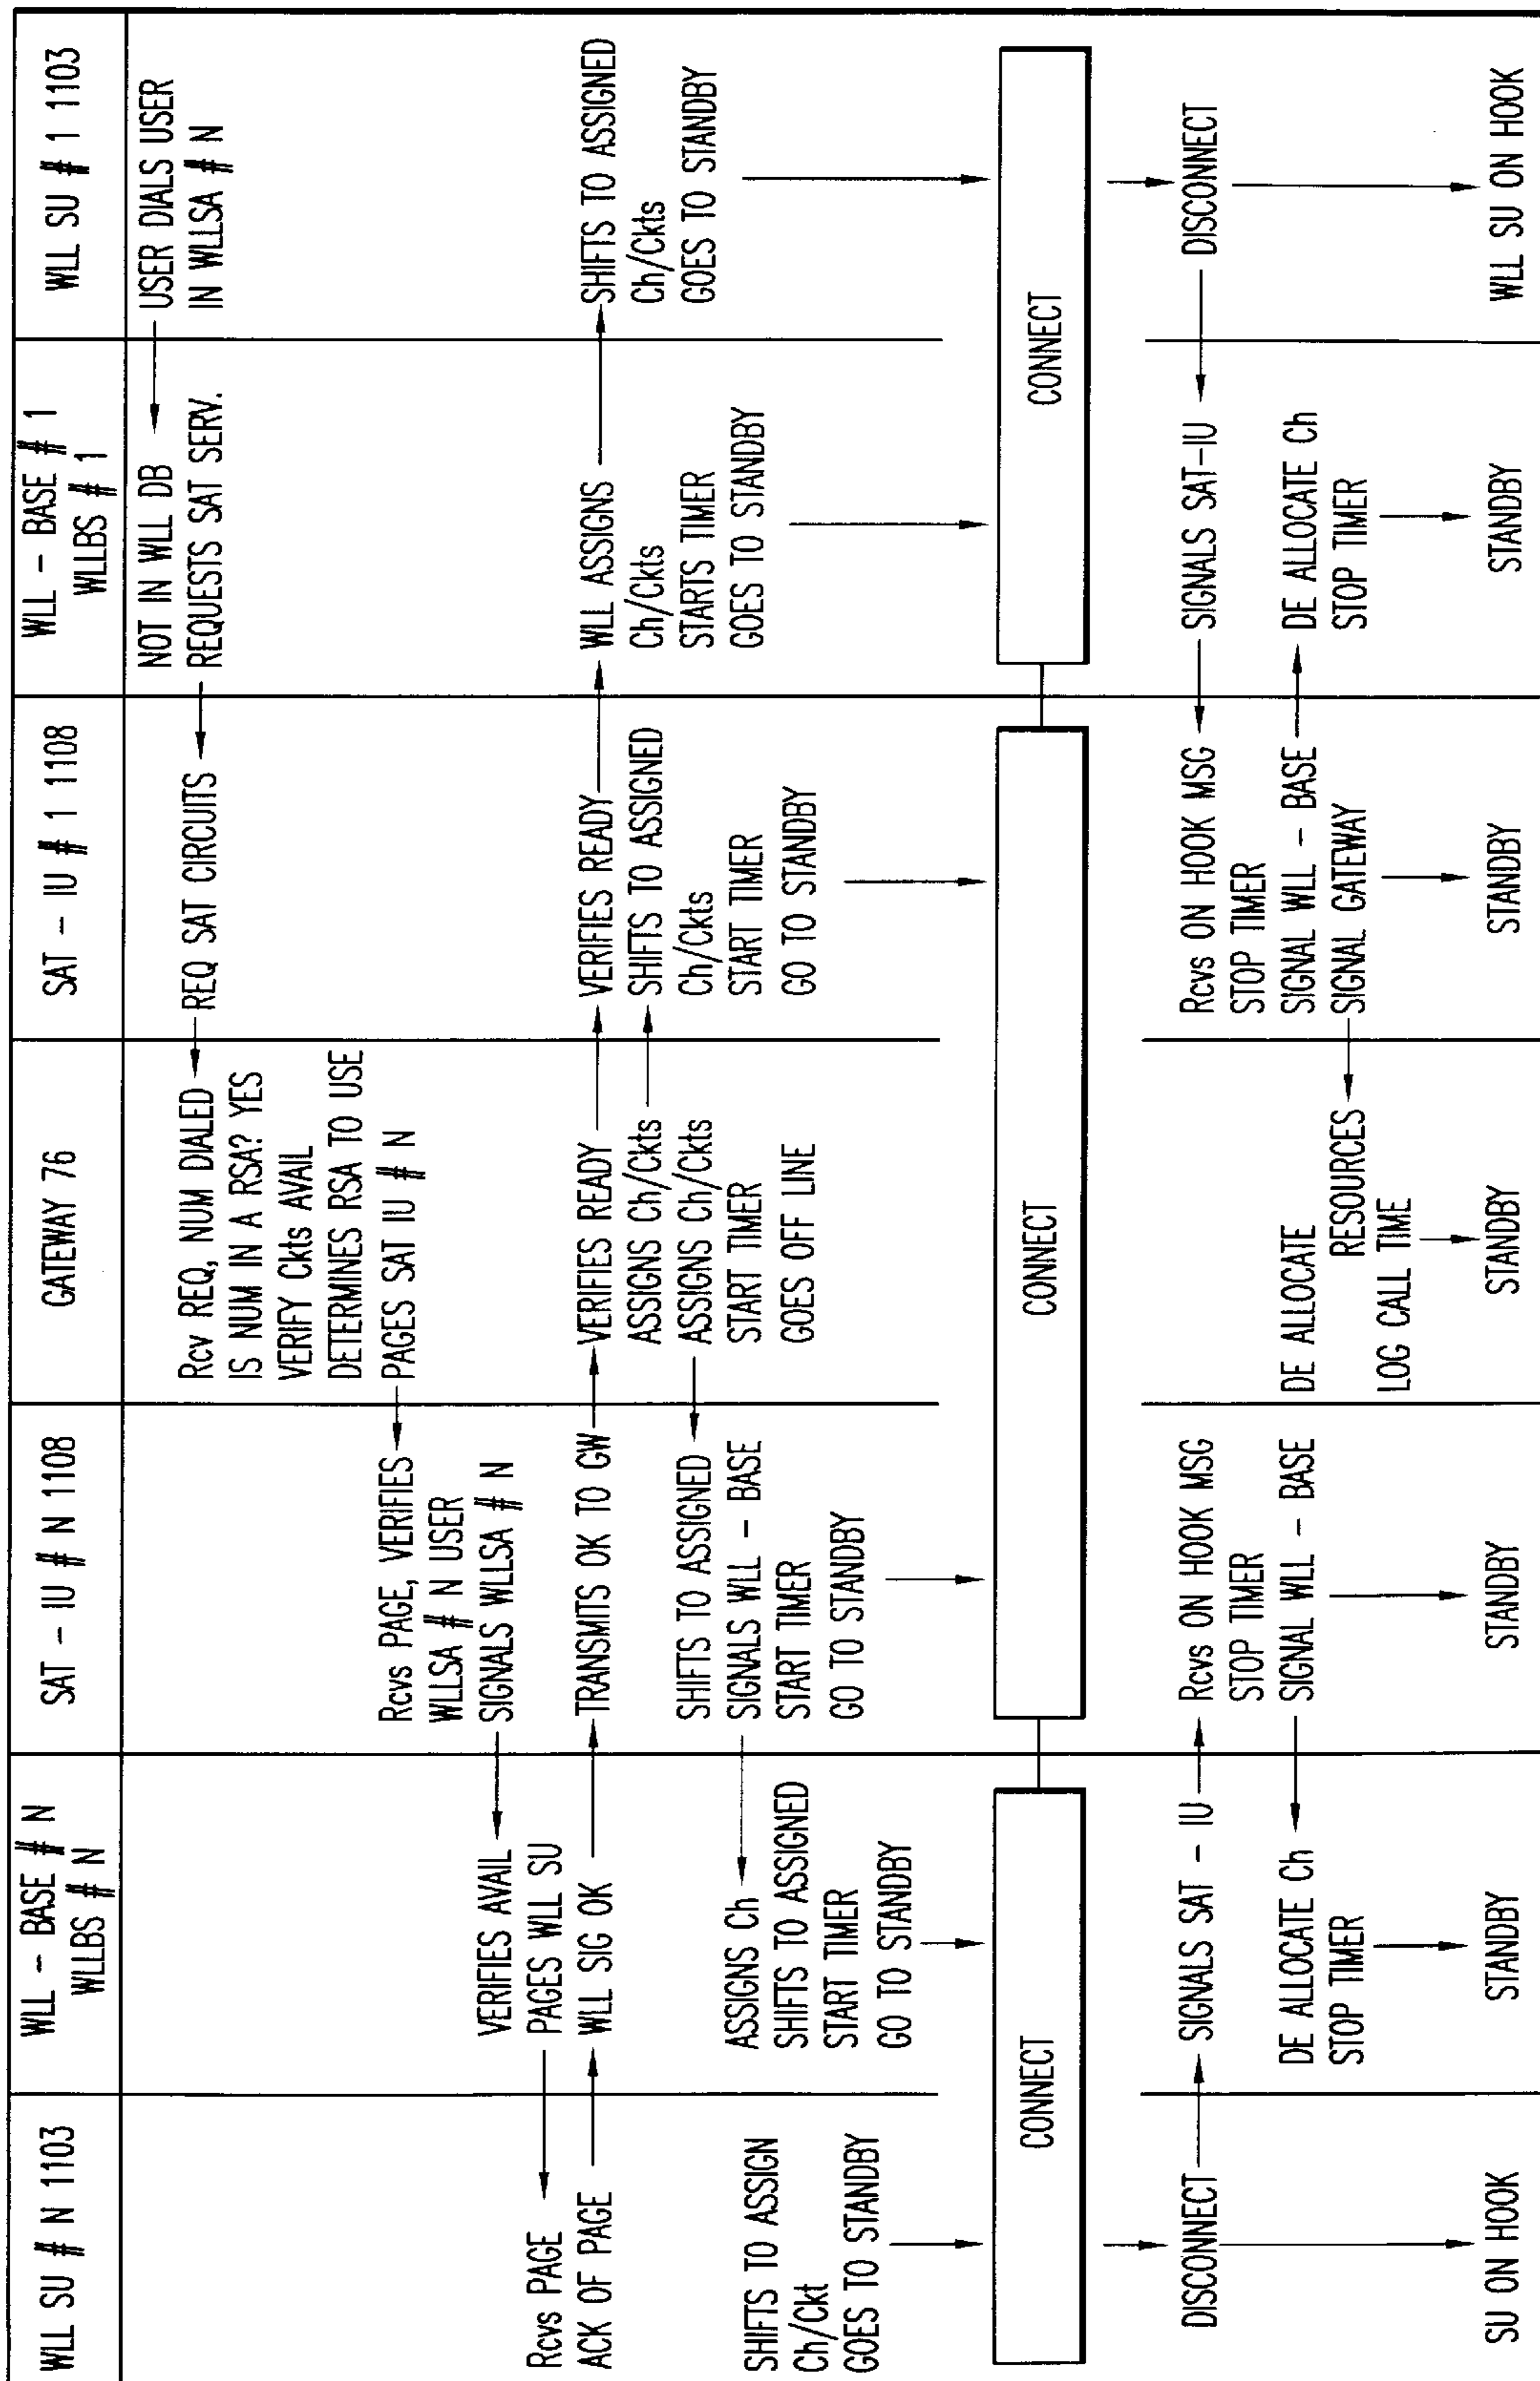 WLL SU # N 1103
WLL - BASE # N
WLLBS # N
SAT - IU # N 1108
GATEWAY 76
SAT - IU # 1 1108
WLL - BASE # 1
WLLBS # 1
WLL SU # 1 1103
USER DIALS USER
IN WLLSA # N
NOT IN WLL DB
REQUESTS SAT SERV.
REQ SAT CIRCUITS
Rcv REQ, NUM DIALED
IS NUM IN A RSA? YES
VERIFY Ckts AVAIL
DETERMINES RSA TO USE
PAGES SAT IU # N
Rcvs PAGE, VERIFIES
WLLSA # N USER
SIGNALS WLLSA # N
VERIFIES AVAIL
PAGES WLL SU
Rcvs PAGE
ACK OF PAGE
WLL SIG OK
TRANSMITS OK TO GW
VERIFIES READY
ASSIGNS Ch/Ckts
ASSIGNS Ch/Ckts
START TIMER
GOES OFF LINE
VERIFIES READY
SHIFTS TO ASSIGNED
Ch/Ckts
START TIMER
GO TO STANDBY
WLL ASSIGNS
Ch/Ckts
STARTS TIMER
GOES TO STANDBY
SHIFTS TO ASSIGNED
Ch/Ckts
GOES TO STANDBY
SHIFTS TO ASSIGNED
SIGNALS WLL - BASE
START TIMER
GO TO STANDBY
ASSIGNS Ch
SHIFTS TO ASSIGNED
START TIMER
GO TO STANDBY
SHIFTS TO ASSIGN
Ch/Ckt
GOES TO STANDBY
CONNECT
CONNECT
CONNECT
DISCONNECT
SIGNALS SAT - IU
Rcvs ON HOOK MSG
STOP TIMER
SIGNAL WLL - BASE
DE ALLOCATE Ch
STOP TIMER
DE ALLOCATE
RESOURCES
LOG CALL TIME
Rcvs ON HOOK MSG
STOP TIMER
SIGNAL WLL - BASE
SIGNAL GATEWAY
SIGNALS SAT-IU
DE ALLOCATE Ch
STOP TIMER
DISCONNECT
SU ON HOOK
STANDBY
STANDBY
STANDBY
STANDBY
STANDBY
WLL SU ON HOOK